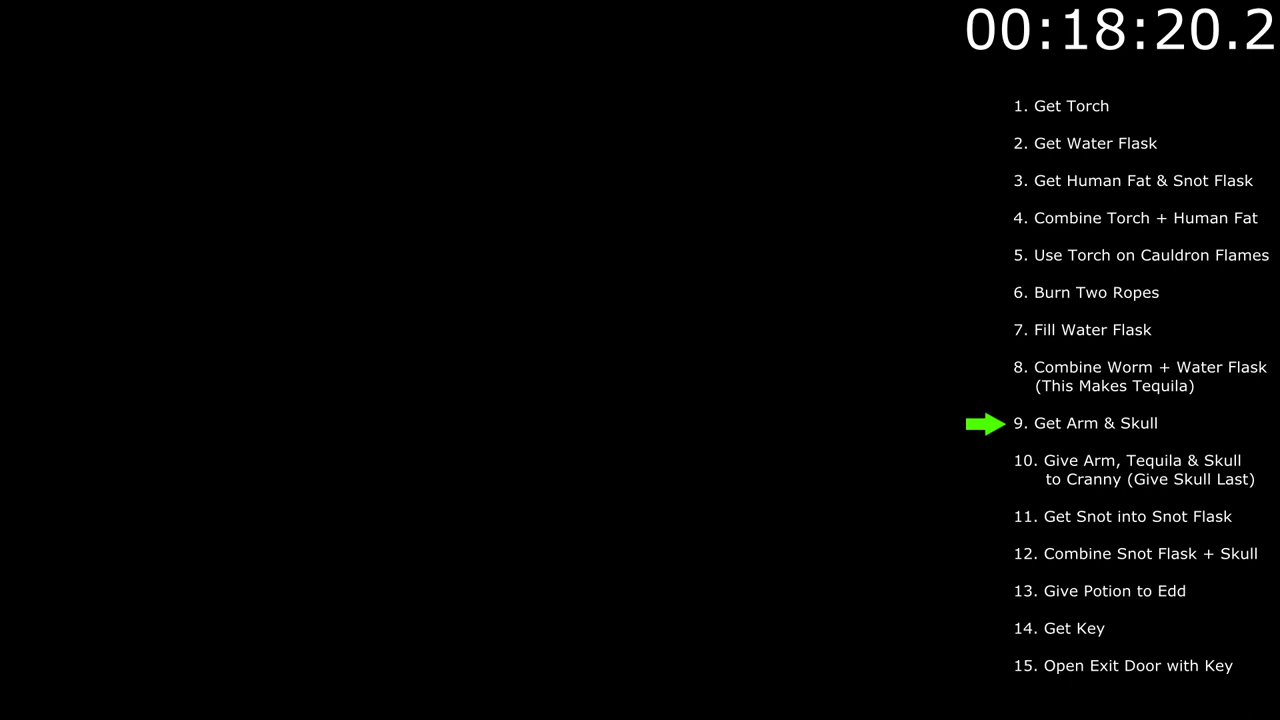 00:18:20.2
1. Get Torch
2. Get Water Flask
3. Get Human Fat & Snot Flask
4. Combine Torch + Human Fat
5. Use Torch on Cauldron Flames
6. Burn Two Ropes
7. Fill Water Flask
8. Combine Worm + Water Flask
(This Makes Tequila)
9. Get Arm & Skull
10. Give Arm, Tequila & Skull
to Cranny (Give Skull Last)
11. Get Snot into Snot Flask
12. Combine Snot Flask + Skull
13. Give Potion to Edd
14. Get Key
15. Open Exit Door with Key